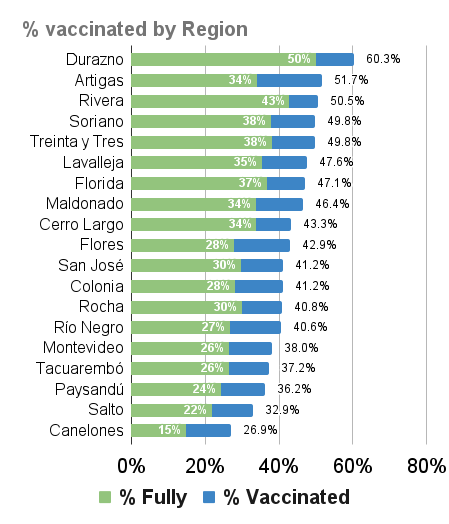 % vaccinated by Region
Durazno 50% 60.3%
Artigas 34% 51.7%
Rivera 43% 50.5%
Soriano 38% 49.8%
Treinta y Tres 38% 49.8%
Lavalleja 35% 47.6%
Florida 37% 47.1%
Maldonado 34% 46.4%
Cerro Largo 34% 43.3%
Flores 28% 42.9%
San José 30% 41.2%
Colonia 28% 41.2%
Rocha 30% 40.8%
Río Negro 27% 40.6%
Montevideo 26% 38.0%
Tacuarembó 26% 37.2%
Paysandú 24% 36.2%
Salto 22% 32.9%
Canelones 15% 26.9%
0% 20% 40% 60% 80%
% Fully % Vaccinated